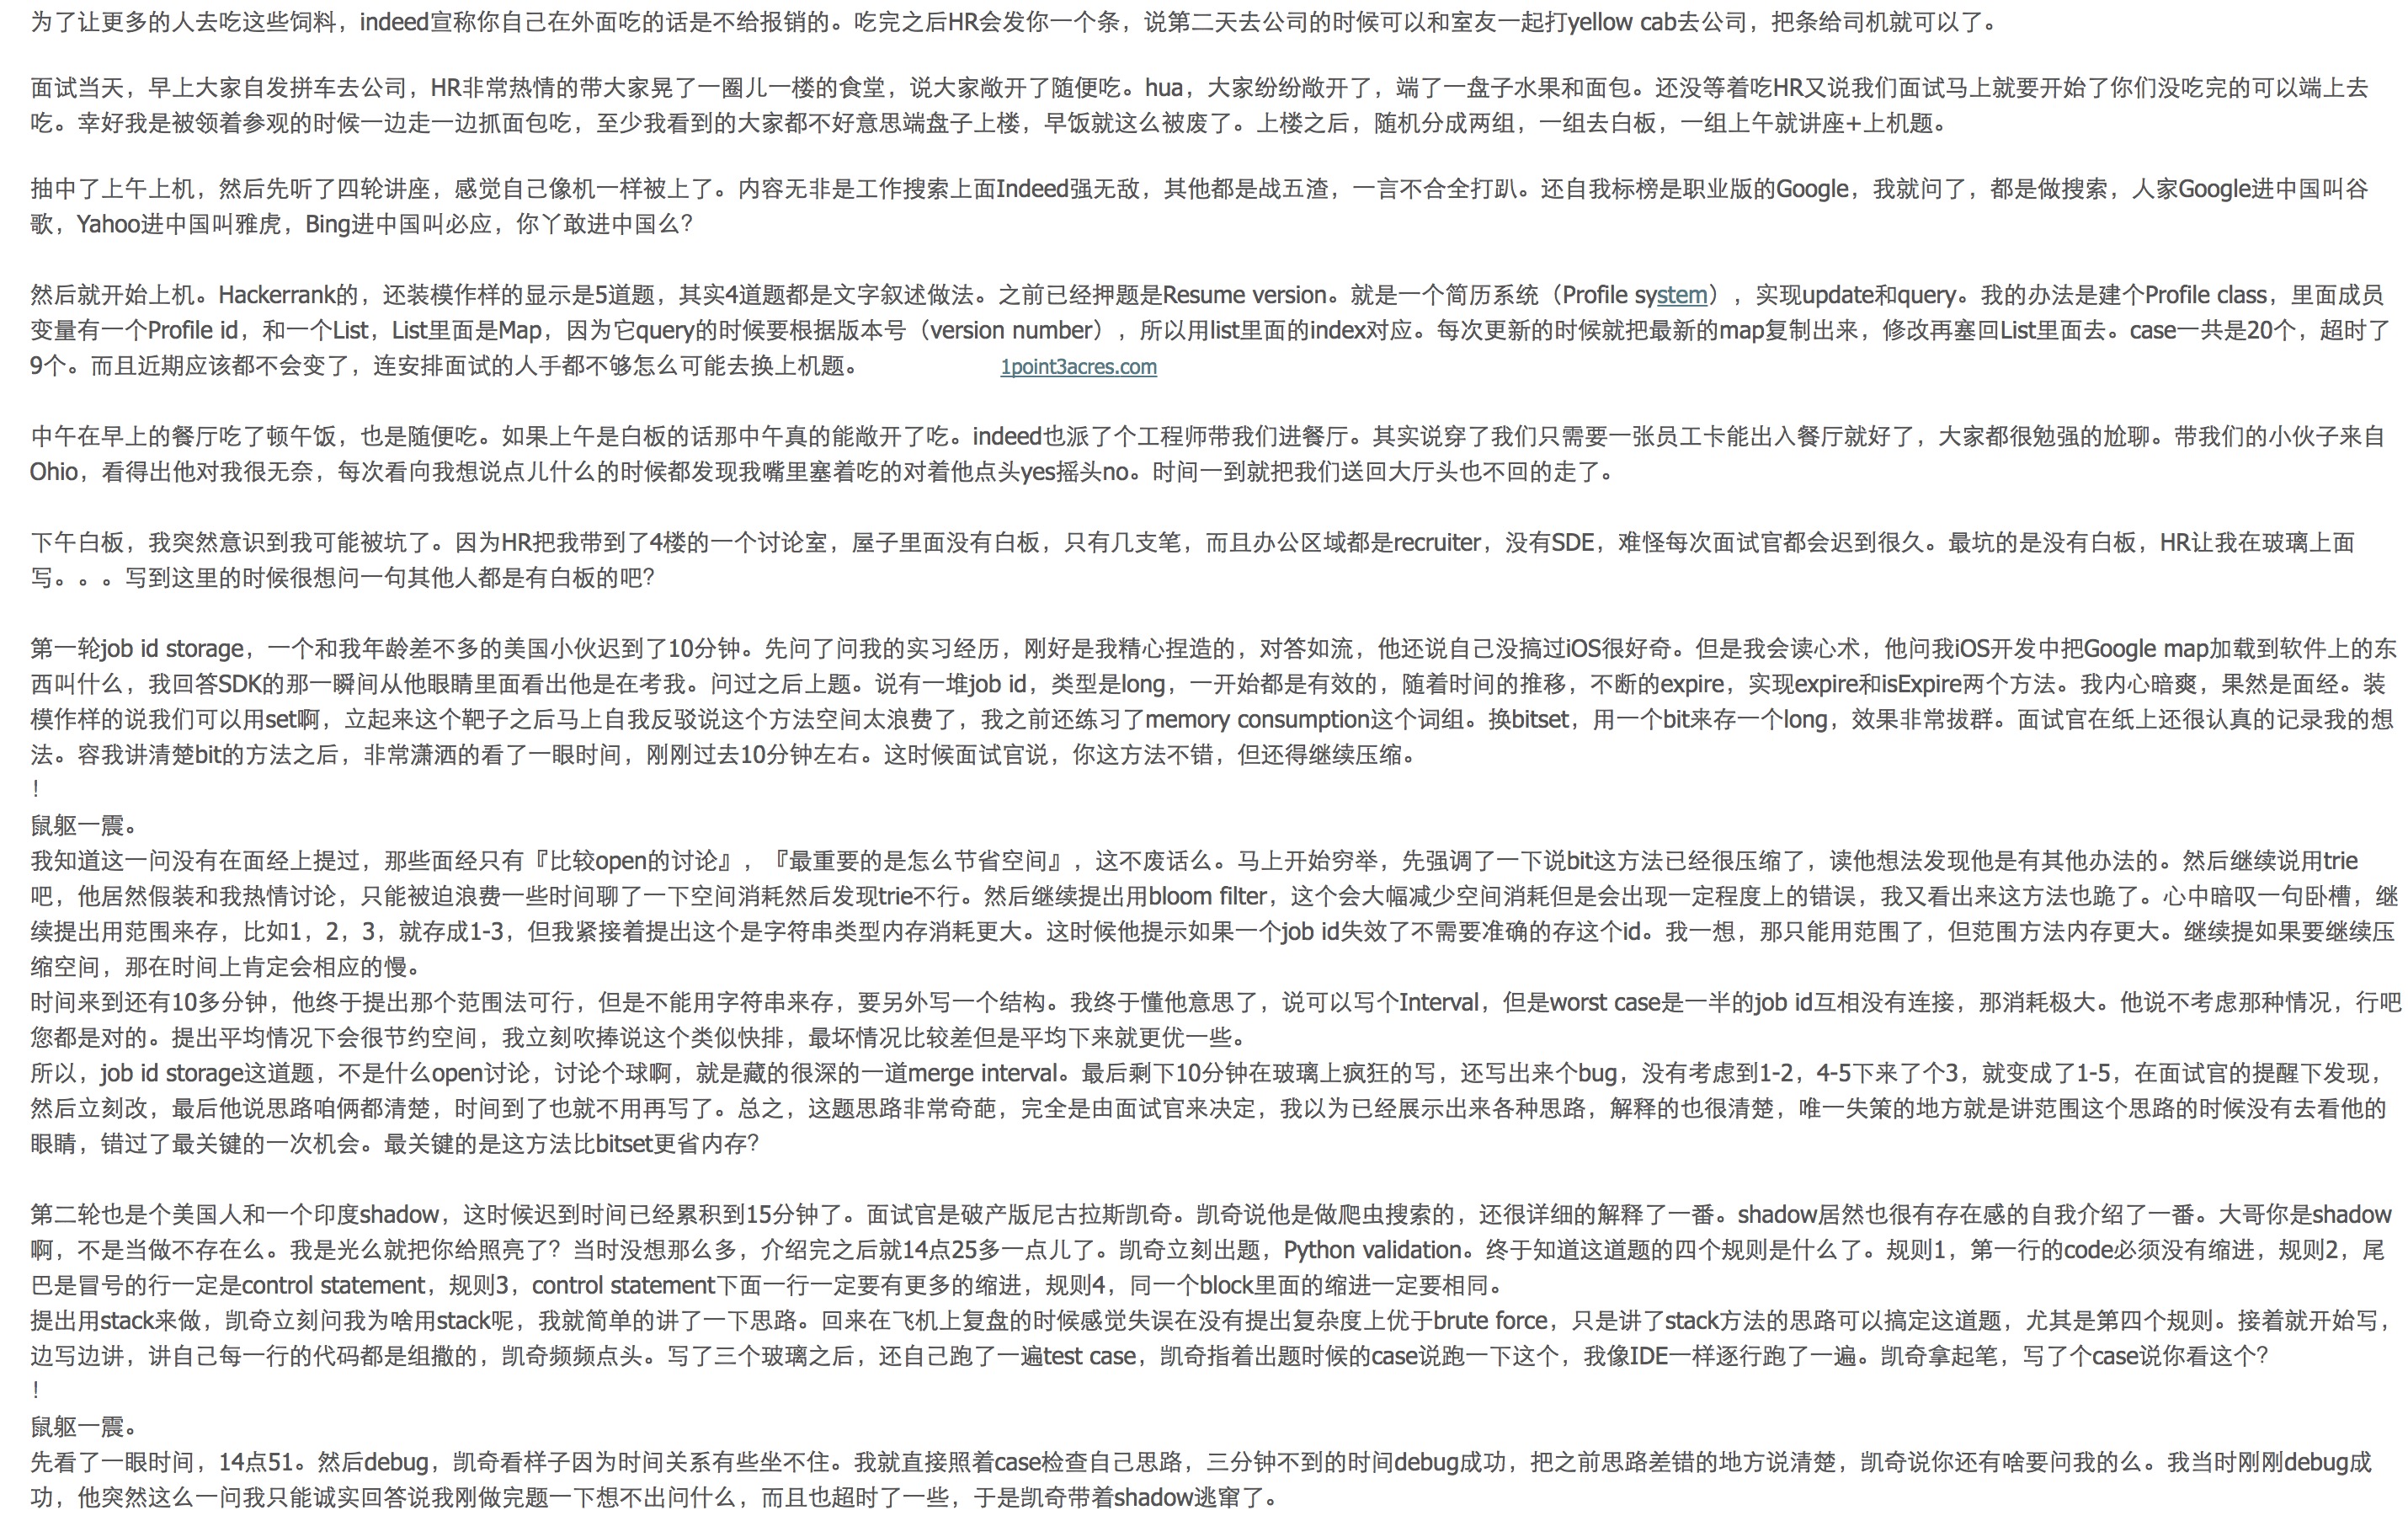 为了让更多的人去吃这些饲料，indeed宣称你自己在外面吃的话是不给报销的。吃完之后HR会发你一个条，说第二天去公司的时候可以和室友一起打yellow cab去公司，把条给司机就可以了。
面试当天，早上大家自发拼车去公司，HR非常热情的带大家晃了一圈儿一楼的食堂，说大家敞开了随便吃。hua，大家纷纷敞开了，端了一盘子水果和面包。还没等着吃HR又说我们面试马上就要开始了你们没吃完的可以端上去
吃。幸好我是被领着参观的时候一边走一边抓面包吃，至少我看到的大家都不好意思端盘子上楼，早饭就这么被废了。上楼之后，随机分成两组，一组去白板，一组上午就讲座+上机题。
抽中了上午上机，然后先听了四轮讲座，感觉自己像机一样被上了。内容无非是工作搜索上面Indeed强无敌，其他都是战五渣，一言不合全打趴。还自我标榜是职业版的Google，我就问了，都是做搜索，人家Google进中国叫谷
歌，Yahoo进中国叫雅虎，Bing进中国叫必应，你丫敢进中国么？
然后就开始上机。Hackerrank的，还装模作样的显示是5道题，其实4道题都是文字叙述做法。之前已经押题是Resume version。就是一个简历系统（Profile system），实现update和query。我的办法是建个Profile class，里面成员
变量有一个Profile id，和一个List，List里面是Map，因为它query的时候要根据版本号（version number），所以用list里面的index对应。每次更新的时候就把最新的map复制出来，修改再塞回List里面去。case一共是20个，超时了
9个。而且近期应该都不会变了，连安排面试的人手都不够怎么可能去换上机题。 1point3acres.com
中午在早上的餐厅吃了顿午饭，也是随便吃。如果上午是白板的话那中午真的能敞开了吃。indeed也派了个工程师带我们进餐厅。其实说穿了我们只需要一张员工卡能出入餐厅就好了，大家都很勉强的尬聊。带我们的小伙子来自
Ohio，看得出他对我很无奈，每次看向我想说点儿什么的时候都发现我嘴里塞着吃的对着他点头yes摇头no。时间一到就把我们送回大厅头也不回的走了。
下午白板，我突然意识到我可能被坑了。因为HR把我带到了4楼的一个讨论室，屋子里面没有白板，只有几支笔，而且办公区域都是recruiter，没有SDE，难怪每次面试官都会迟到很久。最坑的是没有白板，HR让我在玻璃上面
写。。。写到这里的时候很想问一句其他人都是有白板的吧？
第一轮job id storage，一个和我年龄差不多的美国小伙迟到了10分钟。先问了问我的实习经历，刚好是我精心捏造的，对答如流，他还说自己没搞过iOS很好奇。但是我会读心术，他问我iOS开发中把Google map加载到软件上的东
西叫什么，我回答SDK的那一瞬间从他眼睛里面看出他是在考我。问过之后上题。说有一堆job id，类型是long，一开始都是有效的，随着时间的推移，不断的expire，实现expire和isExpire两个方法。我内心暗爽，果然是面经。装
模作样的说我们可以用set啊，立起来这个靶子之后马上自我反驳说这个方法空间太浪费了，我之前还练习了memory consumption这个词组。换bitset，用一个bit来存一个long，效果非常拔群。面试官在纸上还很认真的记录我的想
法。容我讲清楚bit的方法之后，非常潇洒的看了一眼时间，刚刚过去10分钟左右。这时候面试官说，你这方法不错，但还得继续压缩。
！
鼠躯一震。
我知道这一问没有在面经上提过，那些面经只有『比较open的讨论』，『最重要的是怎么节省空间』，这不废话么。马上开始穷举，先强调了一下说bit这方法已经很压缩了，读他想法发现他是有其他办法的。然后继续说用trie
吧，他居然假装和我热情讨论，只能被迫浪费一些时间聊了一下空间消耗然后发现trie不行。然后继续提出用bloom filter，这个会大幅减少空间消耗但是会出现一定程度上的错误，我又看出来这方法也跪了。心中暗叹一句卧槽，继
续提出用范围来存，比如1，2，3，就存成1-3，但我紧接着提出这个是字符串类型内存消耗更大。这时候他提示如果一个job id失效了不需要准确的存这个id。我一想，那只能用范围了，但范围方法内存更大。继续提如果要继续压
缩空间，那在时间上肯定会相应的慢。
时间来到还有10多分钟，他终于提出那个范围法可行，但是不能用字符串来存，要另外写一个结构。我终于懂他意思了，说可以写个Interval，但是worst case是一半的job id互相没有连接，那消耗极大。他说不考虑那种情况，行吧
您都是对的。提出平均情况下会很节约空间，我立刻吹捧说这个类似快排，最坏情况比较差但是平均下来就更优一些。
所以，job id storage这道题，不是什么open讨论，讨论个球啊，就是藏的很深的一道merge interval。最后剩下10分钟在玻璃上疯狂的写，还写出来个bug，没有考虑到1-2，4-5下来了个3，就变成了1-5，在面试官的提醒下发现，
然后立刻改，最后他说思路咱俩都清楚，时间到了也就不用再写了。总之，这题思路非常奇葩，完全是由面试官来决定，我以为已经展示出来各种思路，解释的也很清楚，唯一失策的地方就是讲范围这个思路的时候没有去看他的
眼睛，错过了最关键的一次机会。最关键的是这方法比bitset更省内存？
第二轮也是个美国人和一个印度shadow，这时候迟到时间已经累积到15分钟了。面试官是破产版尼古拉斯凯奇。凯奇说他是做爬虫搜索的，还很详细的解释了一番。shadow居然也很有存在感的自我介绍了一番。大哥你是shadow
啊，不是当做不存在么。我是光么就把你给照亮了？当时没想那么多，介绍完之后就14点25多一点儿了。凯奇立刻出题，Python validation。终于知道这道题的四个规则是什么了。规则1，第一行的code必须没有缩进，规则2，尾
巴是冒号的行一定是control statement，规则3，control statement下面一行一定要有更多的缩进，规则4，同一个block里面的缩进一定要相同。
提出用stack来做，凯奇立刻问我为啥用stack呢，我就简单的讲了一下思路。回来在飞机上复盘的时候感觉失误在没有提出复杂度上优于brute force，只是讲了stack方法的思路可以搞定这道题，尤其是第四个规则。接着就开始写，
边写边讲，讲自己每一行的代码都是组撒的，凯奇频频点头。写了三个玻璃之后，还自己跑了一遍test case，凯奇指着出题时候的case说跑一下这个，我像IDE一样逐行跑了一遍。凯奇拿起笔，写了个case说你看这个？
！
鼠躯一震。
先看了一眼时间，14点51。然后debug，凯奇看样子因为时间关系有些坐不住。我就直接照着case检查自己思路，三分钟不到的时间debug成功，把之前思路差错的地方说清楚，凯奇说你还有啥要问我的么。我当时刚刚debug成
功，他突然这么一问我只能诚实回答说我刚做完题一下想不出问什么，而且也超时了一些，于是凯奇带着shadow逃窜了。